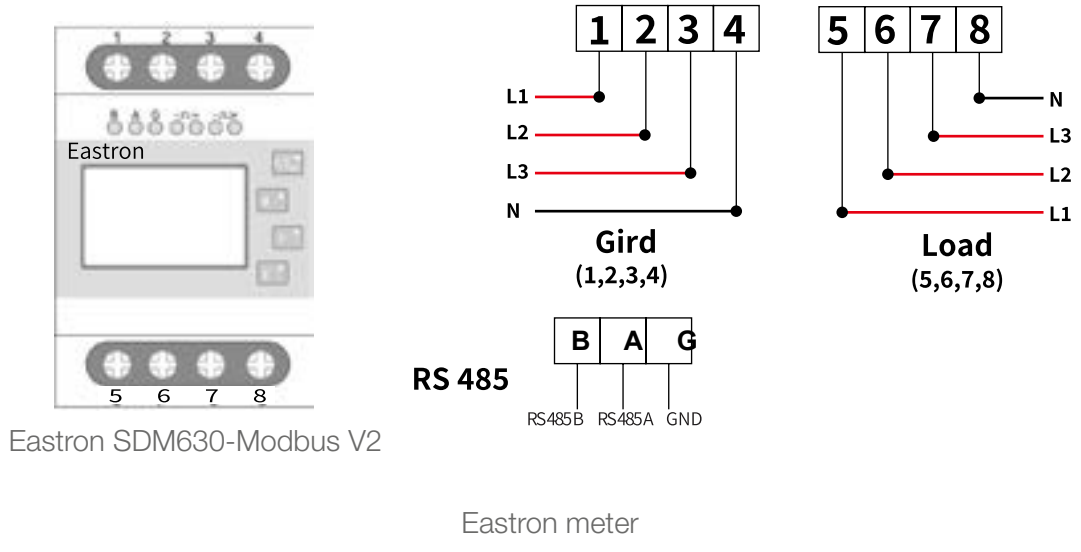 1 2 3 4
B A G
Eastron
5 6 7 8
Eastron SDM630-Modbus V2
1 2 3 4
L1
L2
L3
N
Gird
(1,2,3,4)
5 6 7 8
N
L3
L2
L1
Load
(5,6,7,8)
RS 485
B A G
RS485B RS485A GND
Eastron meter